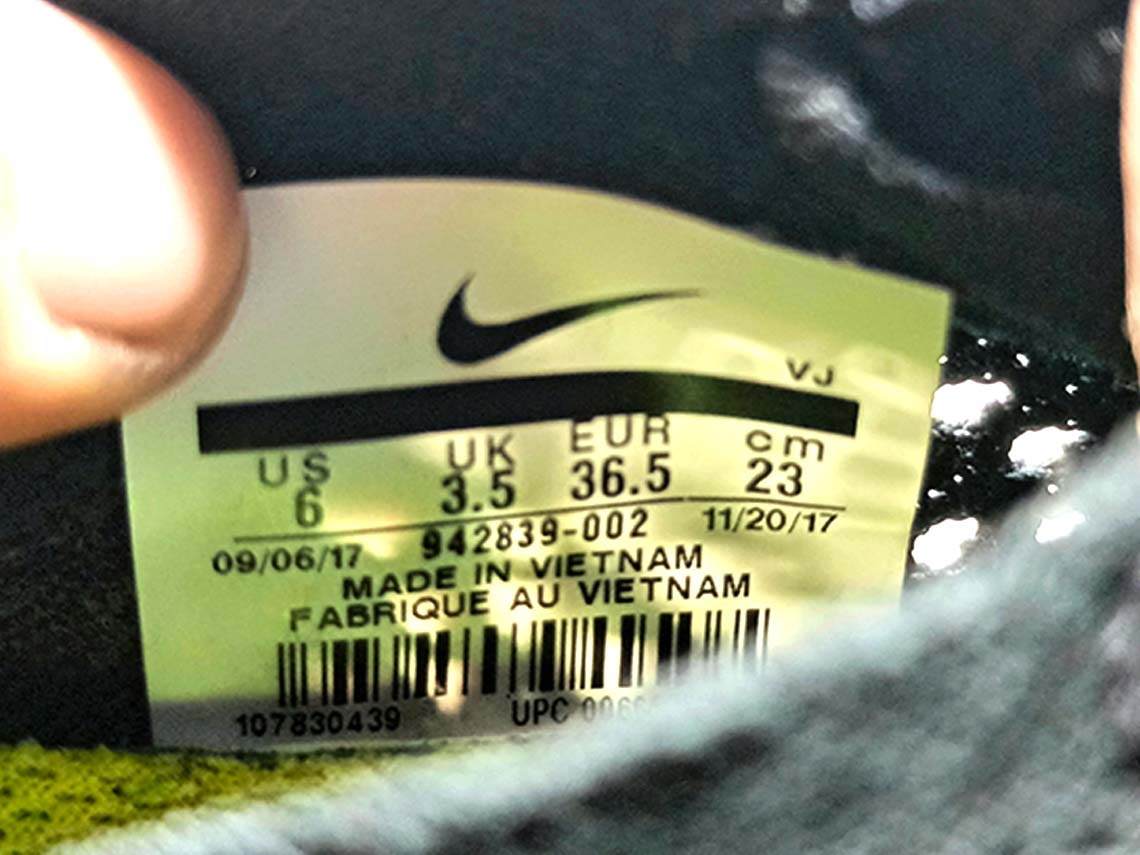 VJ
US UK EUR cm
6 3.5 36.5 23
09/06/17 942839-002 11/20/17
MADE IN VIETNAM
FABRIQUE AU VIETNAM
107830439 UPC